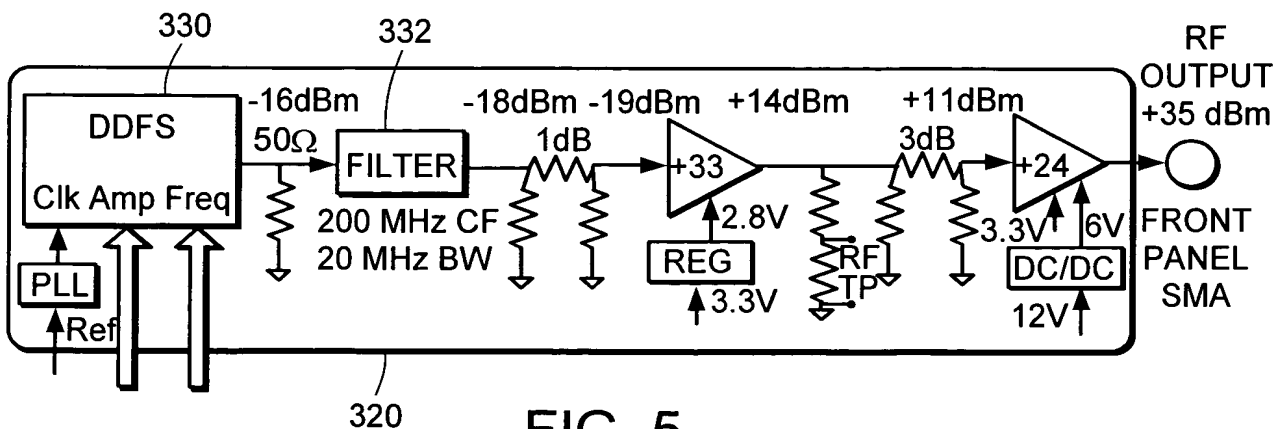 330
332
RF
OUTPUT
+35 dBm
-16dBm
-18dBm
-19dBm
+14dBm
+11dBm
DDFS
50Ω
1dB
3dB
FILTER
+33
+24
Clk Amp Freq
200 MHz CF
20 MHz BW
2.8V
3.3V
6V
FRONT
PANEL
SMA
PLL
REG
RF
TP
DC/DC
Ref
3.3V
12V
320
FIG. 5